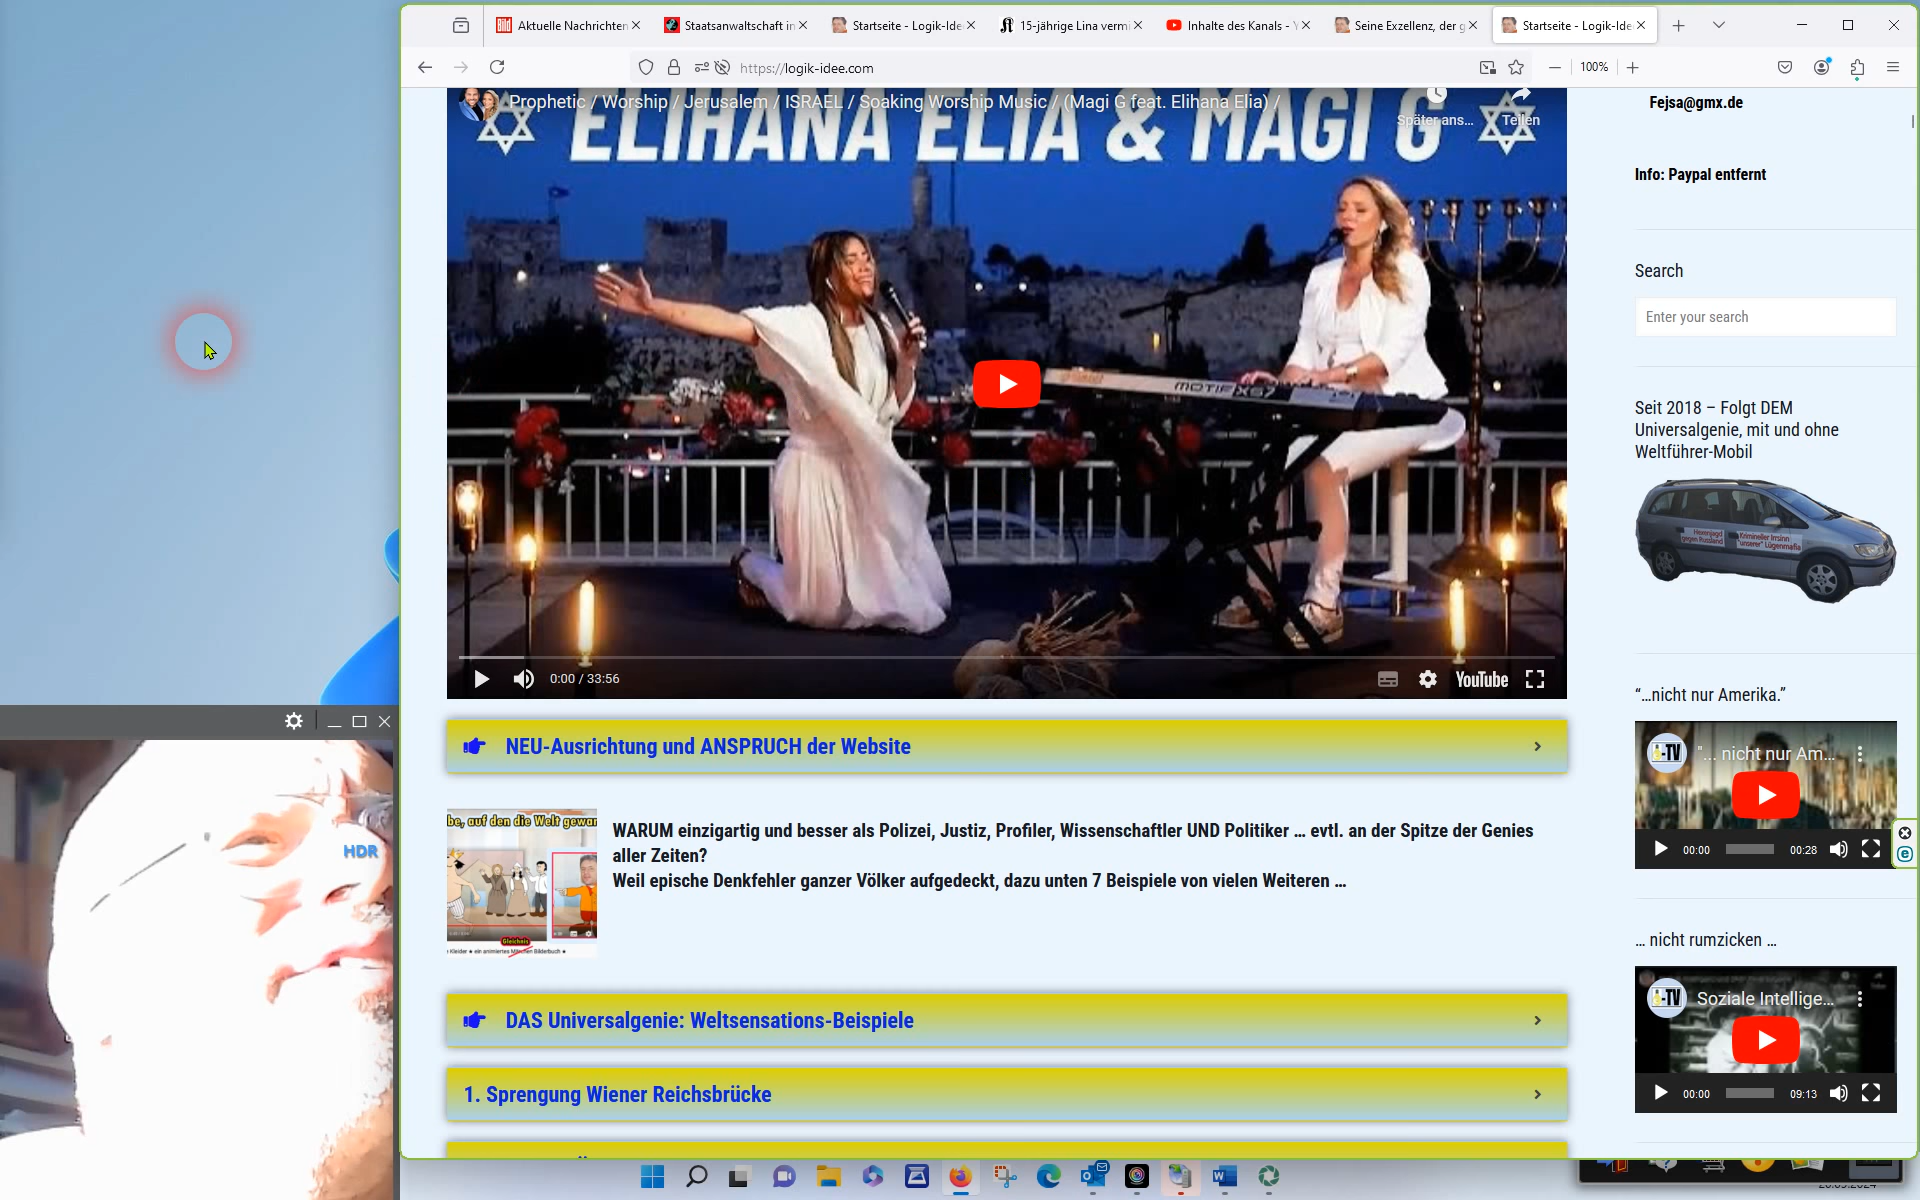 Aktuelle Nachrichten
Staatsanwaltschaft in
Startseite - Logik-Ide
15-jährige Lina vermi
Inhalte des Kanals - Y
Seine Exzellenz, der g
Startseite - Logik-Ide
https://logik-idee.com
100%
Prophetic / Worship / Jerusalem / ISRAEL / Soaking Worship Music / (Magi G feat. Elihana Elia) /
Später ans...
Teilen
ELIHANA ELIA & MAGI G
MOTIF XS7
0:00 / 33:56
YouTube
NEU-Ausrichtung und ANSPRUCH der Website
be, auf den die Welt gewar
Gleichnis
WARUM einzigartig und besser als Polizei, Justiz, Profiler, Wissenschaftler UND Politiker ... evtl. an der Spitze der Genies
aller Zeiten?
Weil epische Denkfehler ganzer Völker aufgedeckt, dazu unten 7 Beispiele von vielen Weiteren ...
DAS Universalgenie: Weltsensations-Beispiele
1. Sprengung Wiener Reichsbrücke
Fejsa@gmx.de
Info: Paypal entfernt
Search
Enter your search
Seit 2018 – Folgt DEM
Universalgenie, mit und ohne
Weltführer-Mobil
“…nicht nur Amerika.”
"... nicht nur Am...
00:00
00:28
... nicht rumzicken ...
Soziale Intellige...
00:00
09:13
HDR